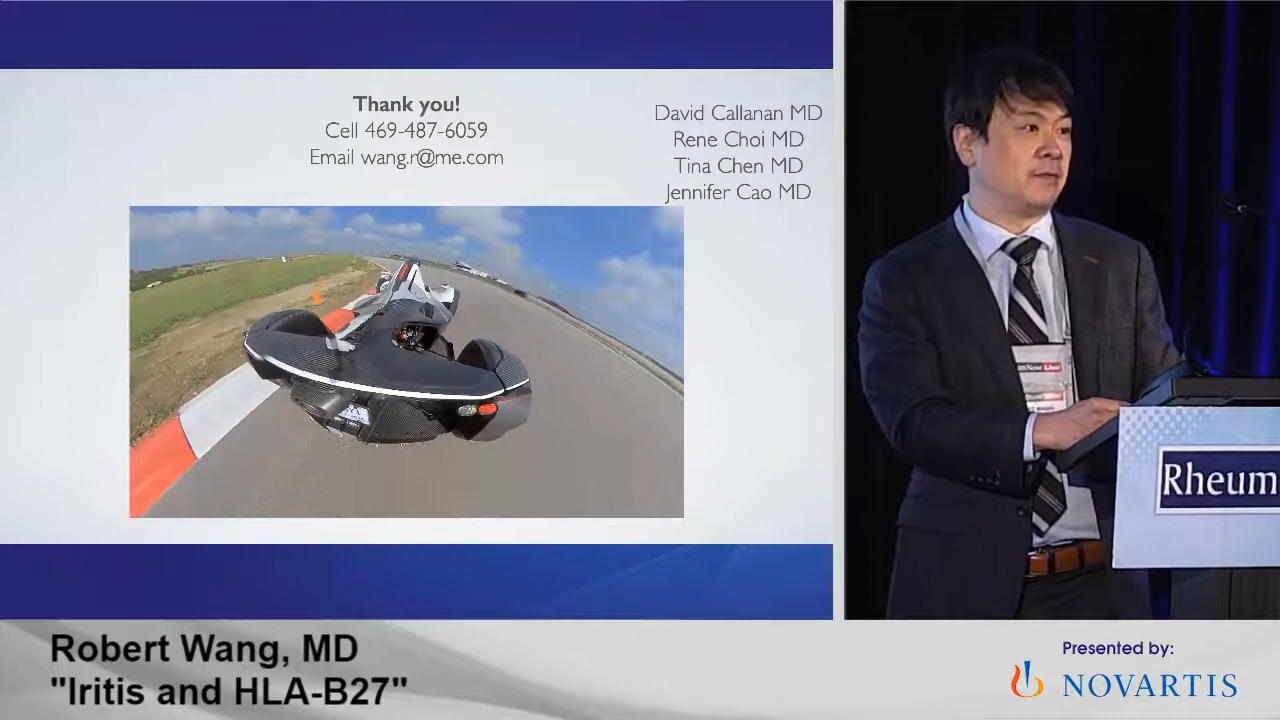 Thank you!
Cell 469-487-6059
Email wang.r@me.com
David Callanan MD
Rene Choi MD
Tina Chen MD
Jennifer Cao MD
Rheum
Robert Wang, MD
"Iritis and HLA-B27"
Presented by:
NOVARTIS